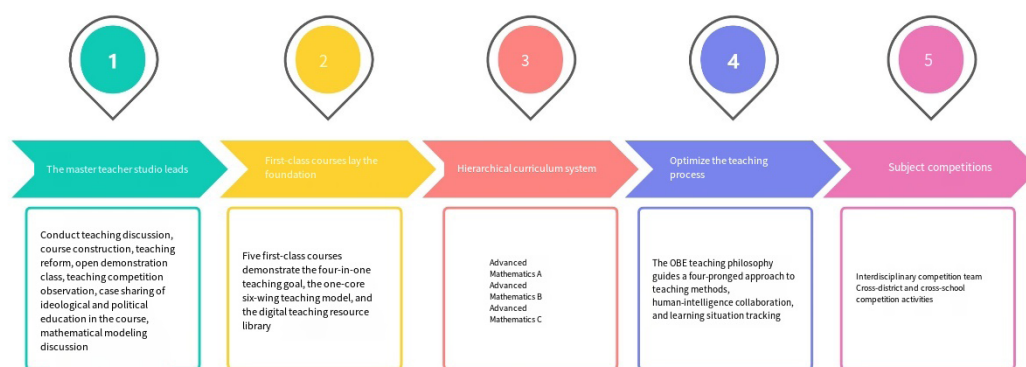 1
2
3
4
5
The master teacher studio leads
First-class courses lay the
foundation
Hierarchical curriculum system
Optimize the teaching
process
Subject competitions
Conduct teaching discussion,
course construction, teaching
reform, open demonstration
class, teaching competition
observation, case sharing of
ideological and political
education in the course,
mathematical modeling
discussion
Five first-class courses
demonstrate the four-in-one
teaching goal, the one-core
six-wing teaching model, and
the digital teaching resource
library
Advanced
Mathematics A
Advanced
Mathematics B
Advanced
Mathematics C
The OBE teaching philosophy
guides a four-pronged approach to
teaching methods,
human-intelligence collaboration,
and learning situation tracking
Interdisciplinary competition team
Cross-district and cross-school
competition activities